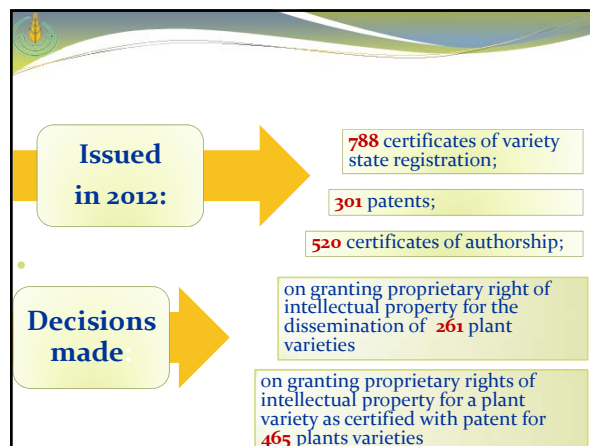 Issued
in 2012:
788 certificates of variety
state registration;
301 patents;
520 certificates of authorship;
Decisions
made:
on granting proprietary right of
intellectual property for the
dissemination of 261 plant
varieties
on granting proprietary rights of
intellectual property for a plant
variety as certified with patent for
465 plants varieties